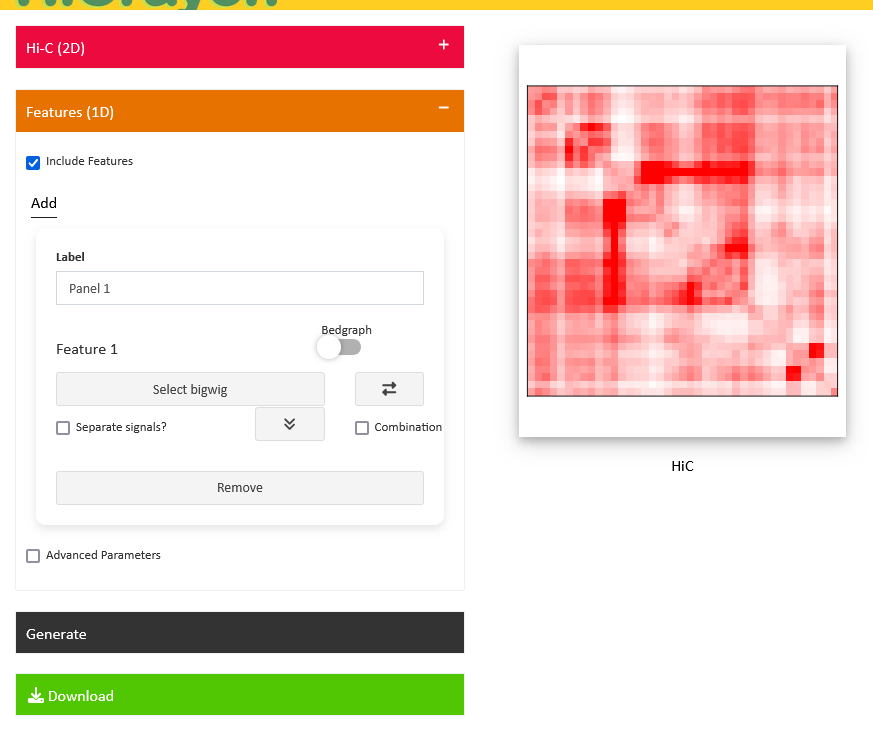 Hi-C (2D)
Features (1D)
Include Features
Add
Label
Panel 1
Bedgraph
Feature 1
Select bigwig
Separate signals?
Combination
Remove
Advanced Parameters
Generate
Download
HiC